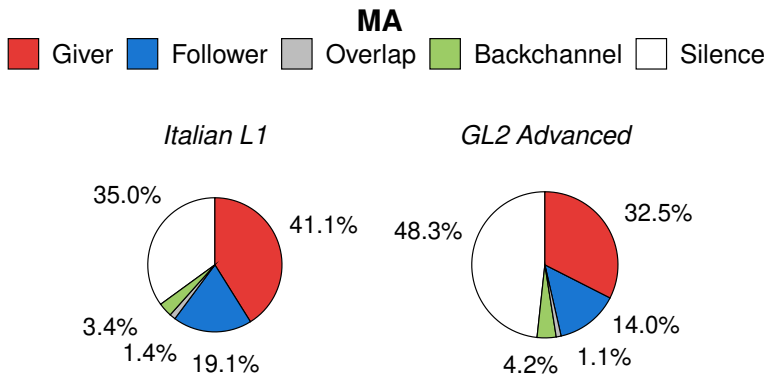 MA
Giver Follower Overlap Backchannel Silence
Italian L1 GL2 Advanced
35.0% 41.1% 48.3% 32.5%
3.4% 1.4% 19.1% 4.2% 1.1% 14.0%